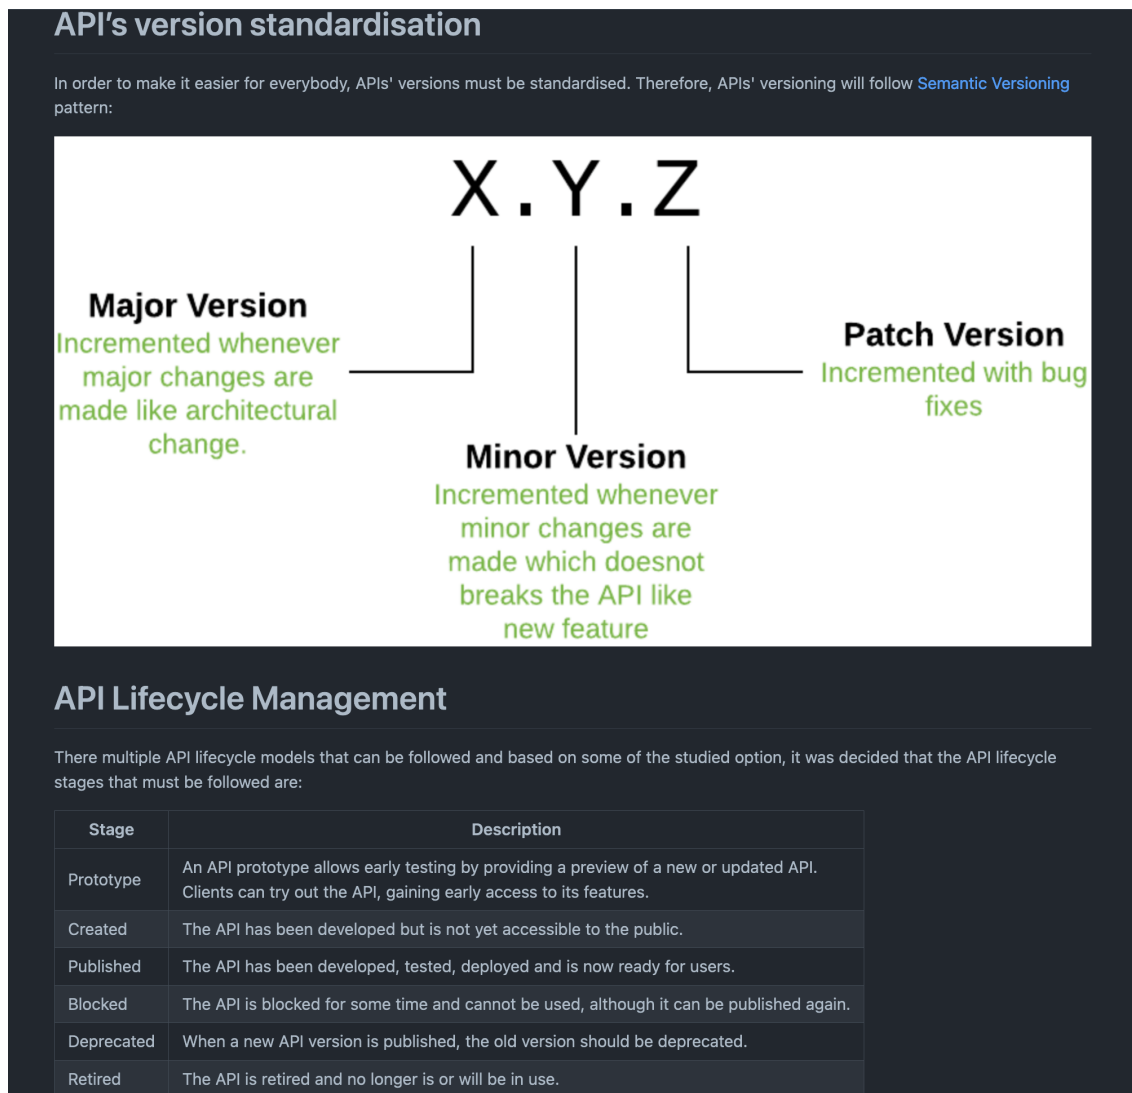 API’s version standardisation
In order to make it easier for everybody, APIs' versions must be standardised. Therefore, APIs' versioning will follow Semantic Versioning
pattern:
X.Y.Z
Major Version
Incremented whenever
major changes are
made like architectural
change.
Patch Version
Incremented with bug
fixes
Minor Version
Incremented whenever
minor changes are
made which doesnot
breaks the API like
new feature
API Lifecycle Management
There multiple API lifecycle models that can be followed and based on some of the studied option, it was decided that the API lifecycle
stages that must be followed are:
Stage Description
Prototype An API prototype allows early testing by providing a preview of a new or updated API.
Clients can try out the API, gaining early access to its features.
Created The API has been developed but is not yet accessible to the public.
Published The API has been developed, tested, deployed and is now ready for users.
Blocked The API is blocked for some time and cannot be used, although it can be published again.
Deprecated When a new API version is published, the old version should be deprecated.
Retired The API is retired and no longer is or will be in use.